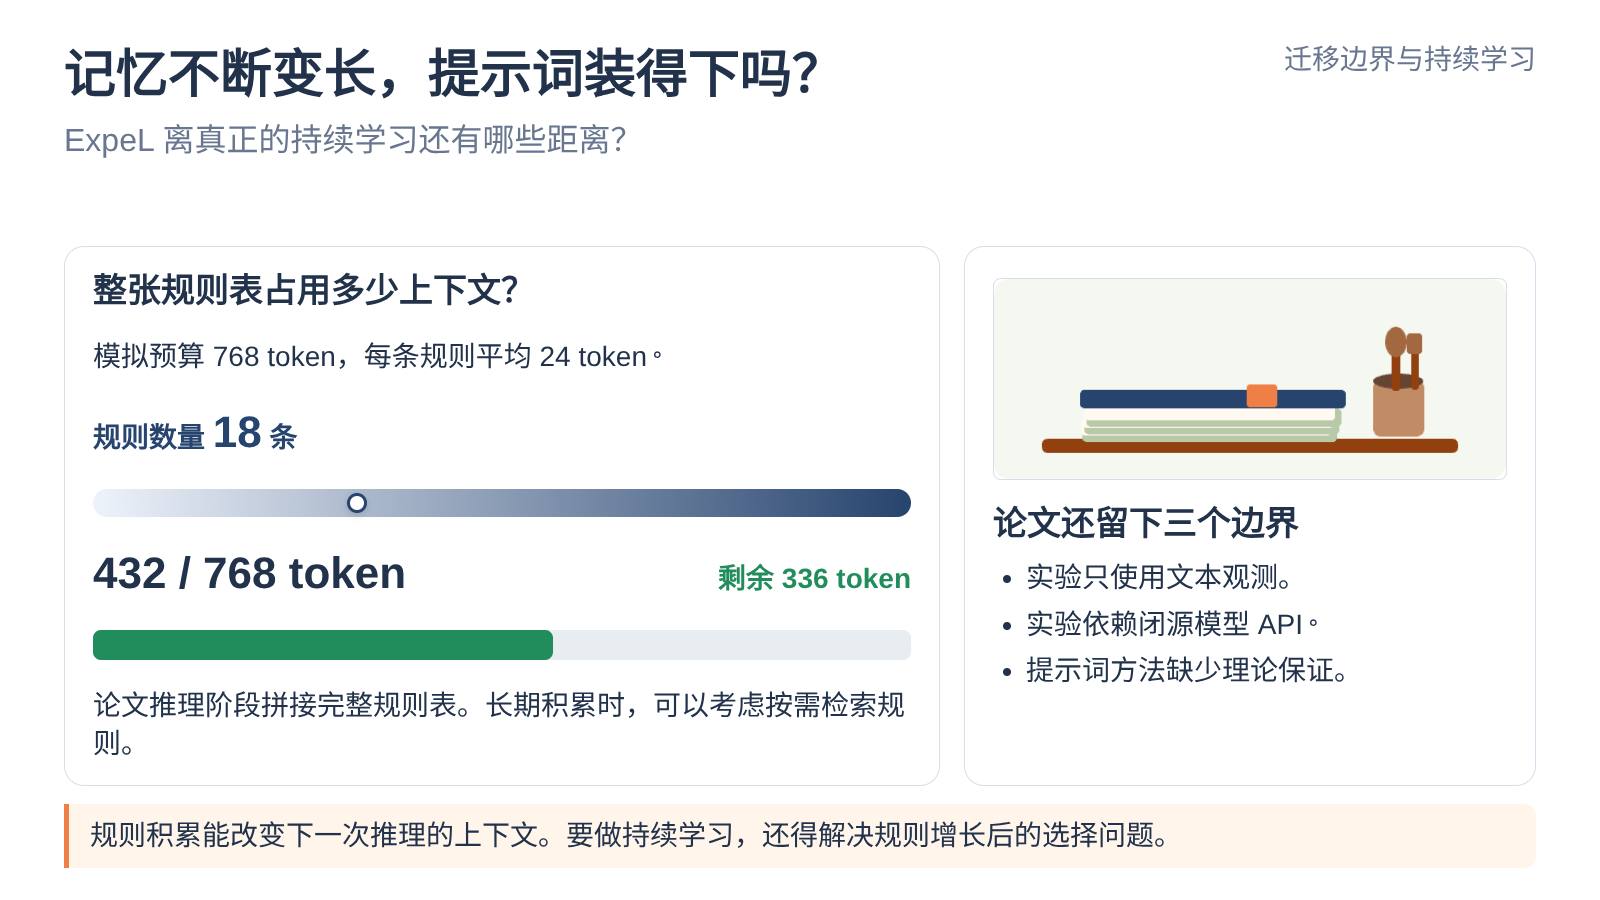 记忆不断变长，提示词装得下吗？
迁移边界与持续学习
ExpeL 离真正的持续学习还有哪些距离？
整张规则表占用多少上下文？
模拟预算 768 token，每条规则平均 24 token。
规则数量 18 条
432 / 768 token
剩余 336 token
论文推理阶段拼接完整规则表。长期积累时，可以考虑按需检索规
则。
论文还留下三个边界
• 实验只使用文本观测。
• 实验依赖闭源模型 API。
• 提示词方法缺少理论保证。
规则积累能改变下一次推理的上下文。要做持续学习，还得解决规则增长后的选择问题。